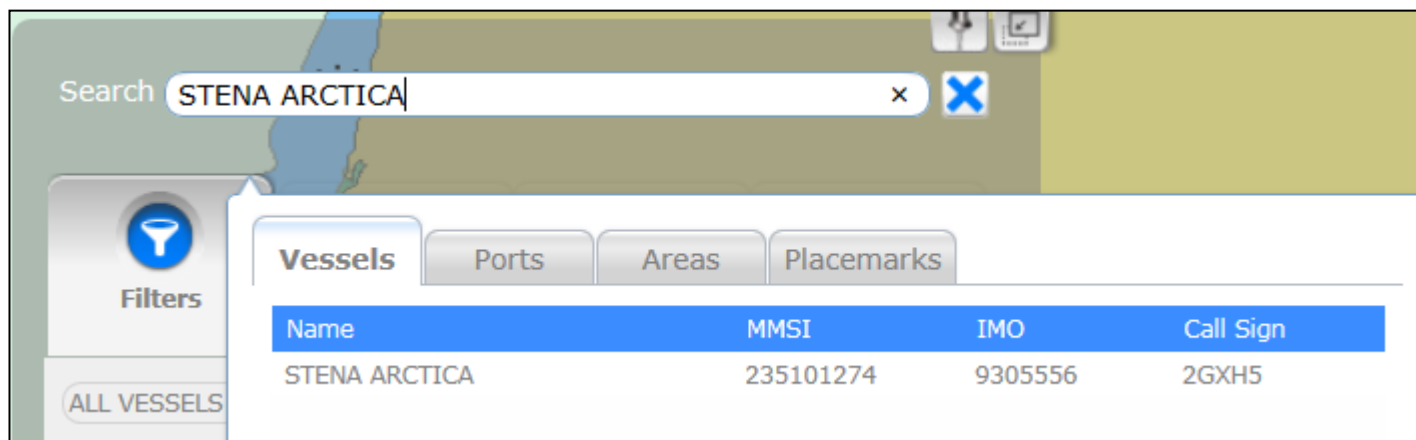 Search STENA ARCTICA ×
Filters
Vessels Ports Areas Placemarks
Name MMSI IMO Call Sign
STENA ARCTICA 235101274 9305556 2GXH5
ALL VESSELS